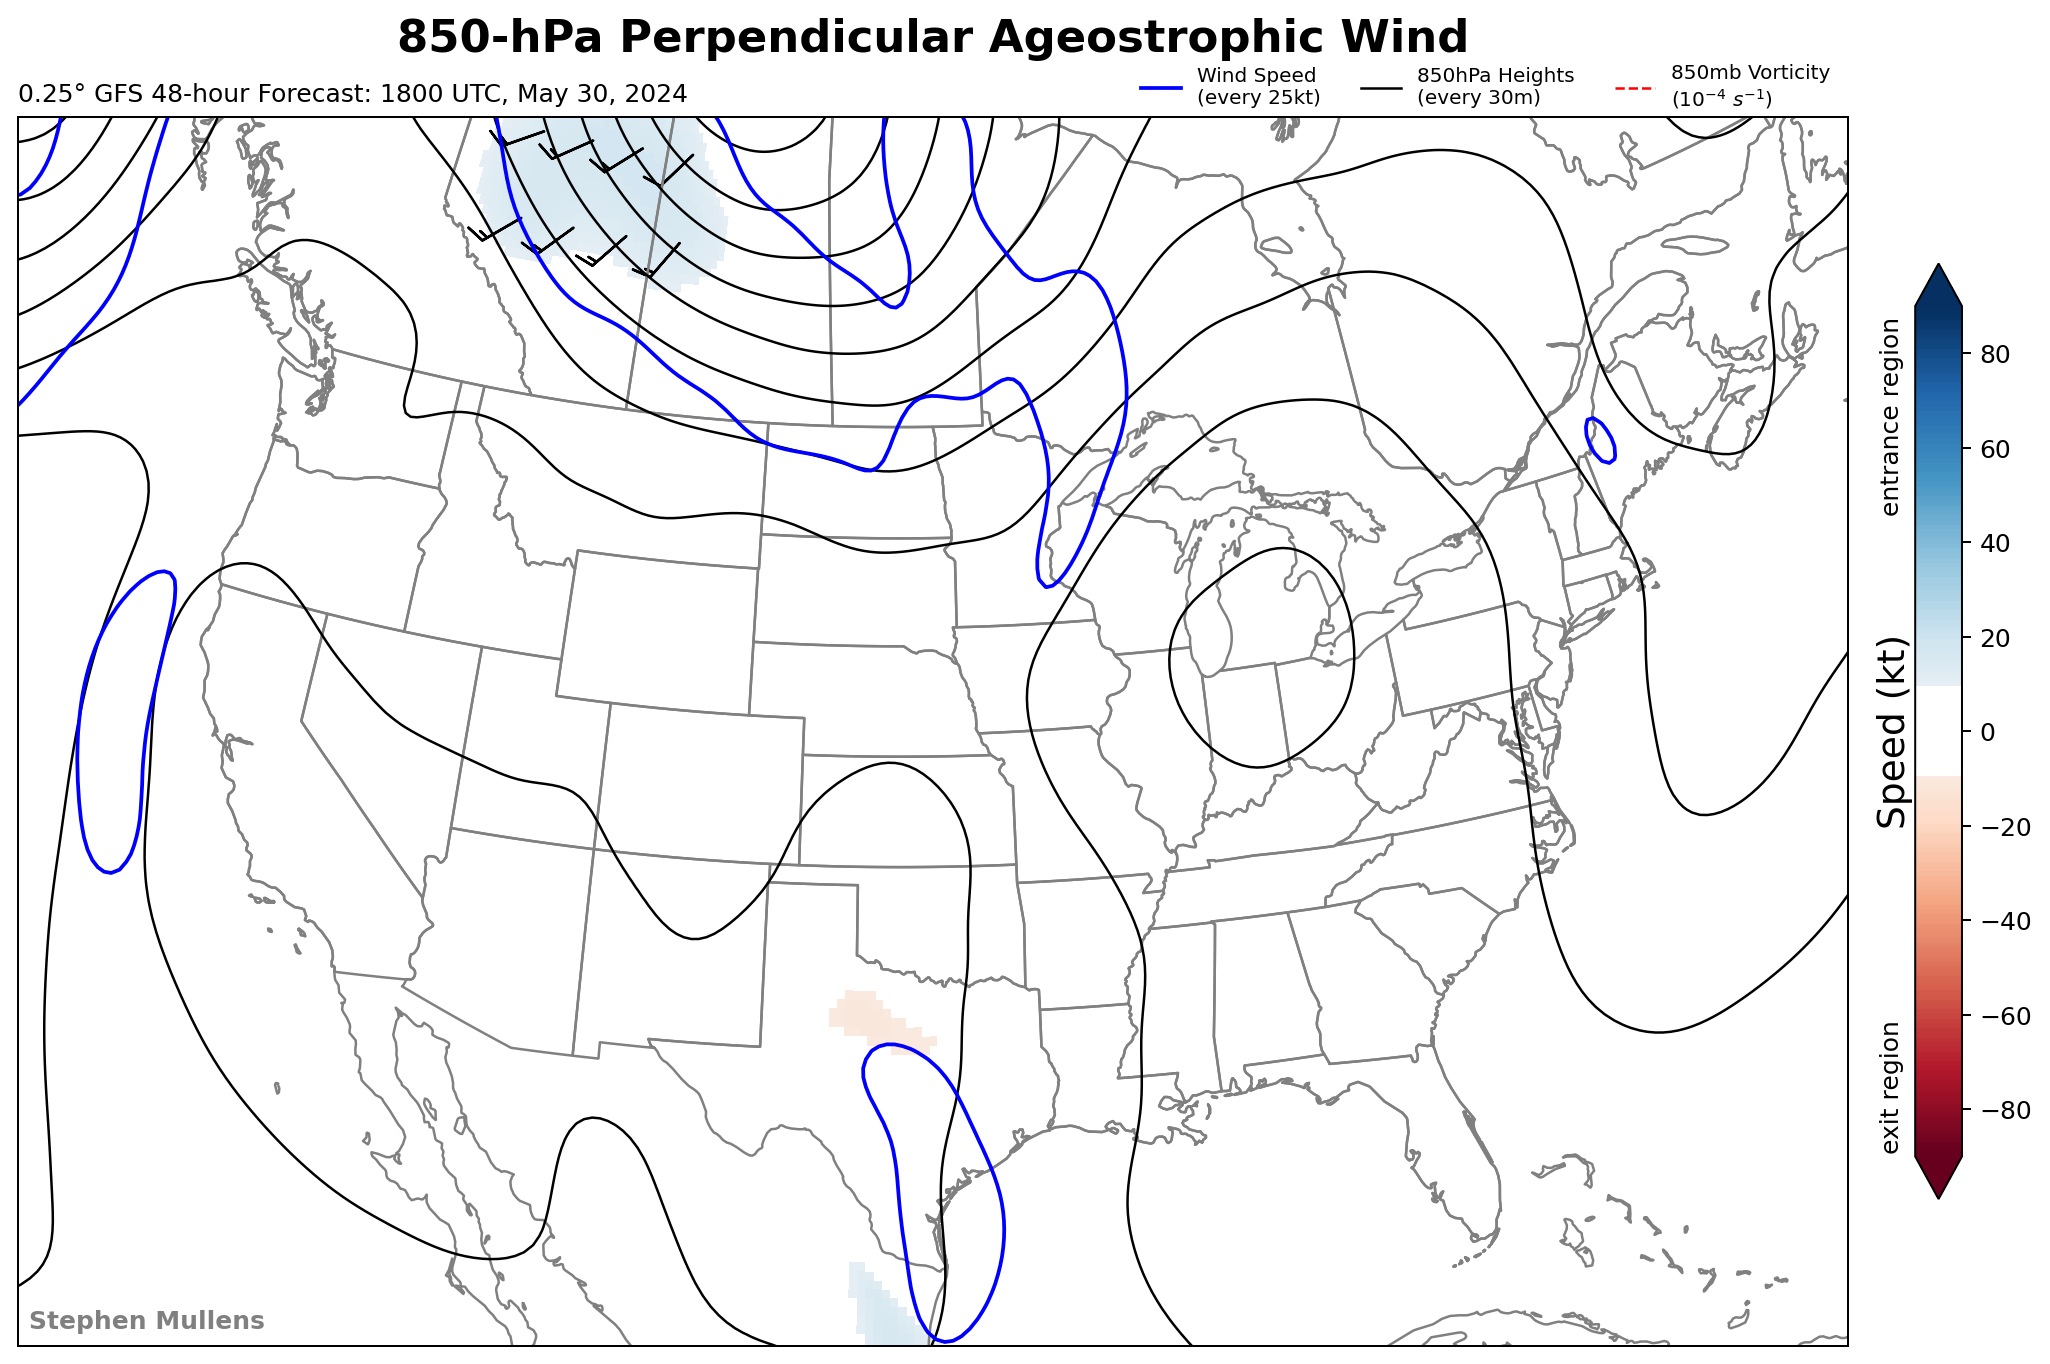 850-hPa Perpendicular Ageostrophic Wind
0.25° GFS 48-hour Forecast: 1800 UTC, May 30, 2024
Wind Speed
(every 25kt)
850hPa Heights
(every 30m)
850mb Vorticity
(10⁻⁴ s⁻¹)
entrance region
Speed (kt)
exit region
80
60
40
20
0
−20
−40
−60
−80
Stephen Mullens